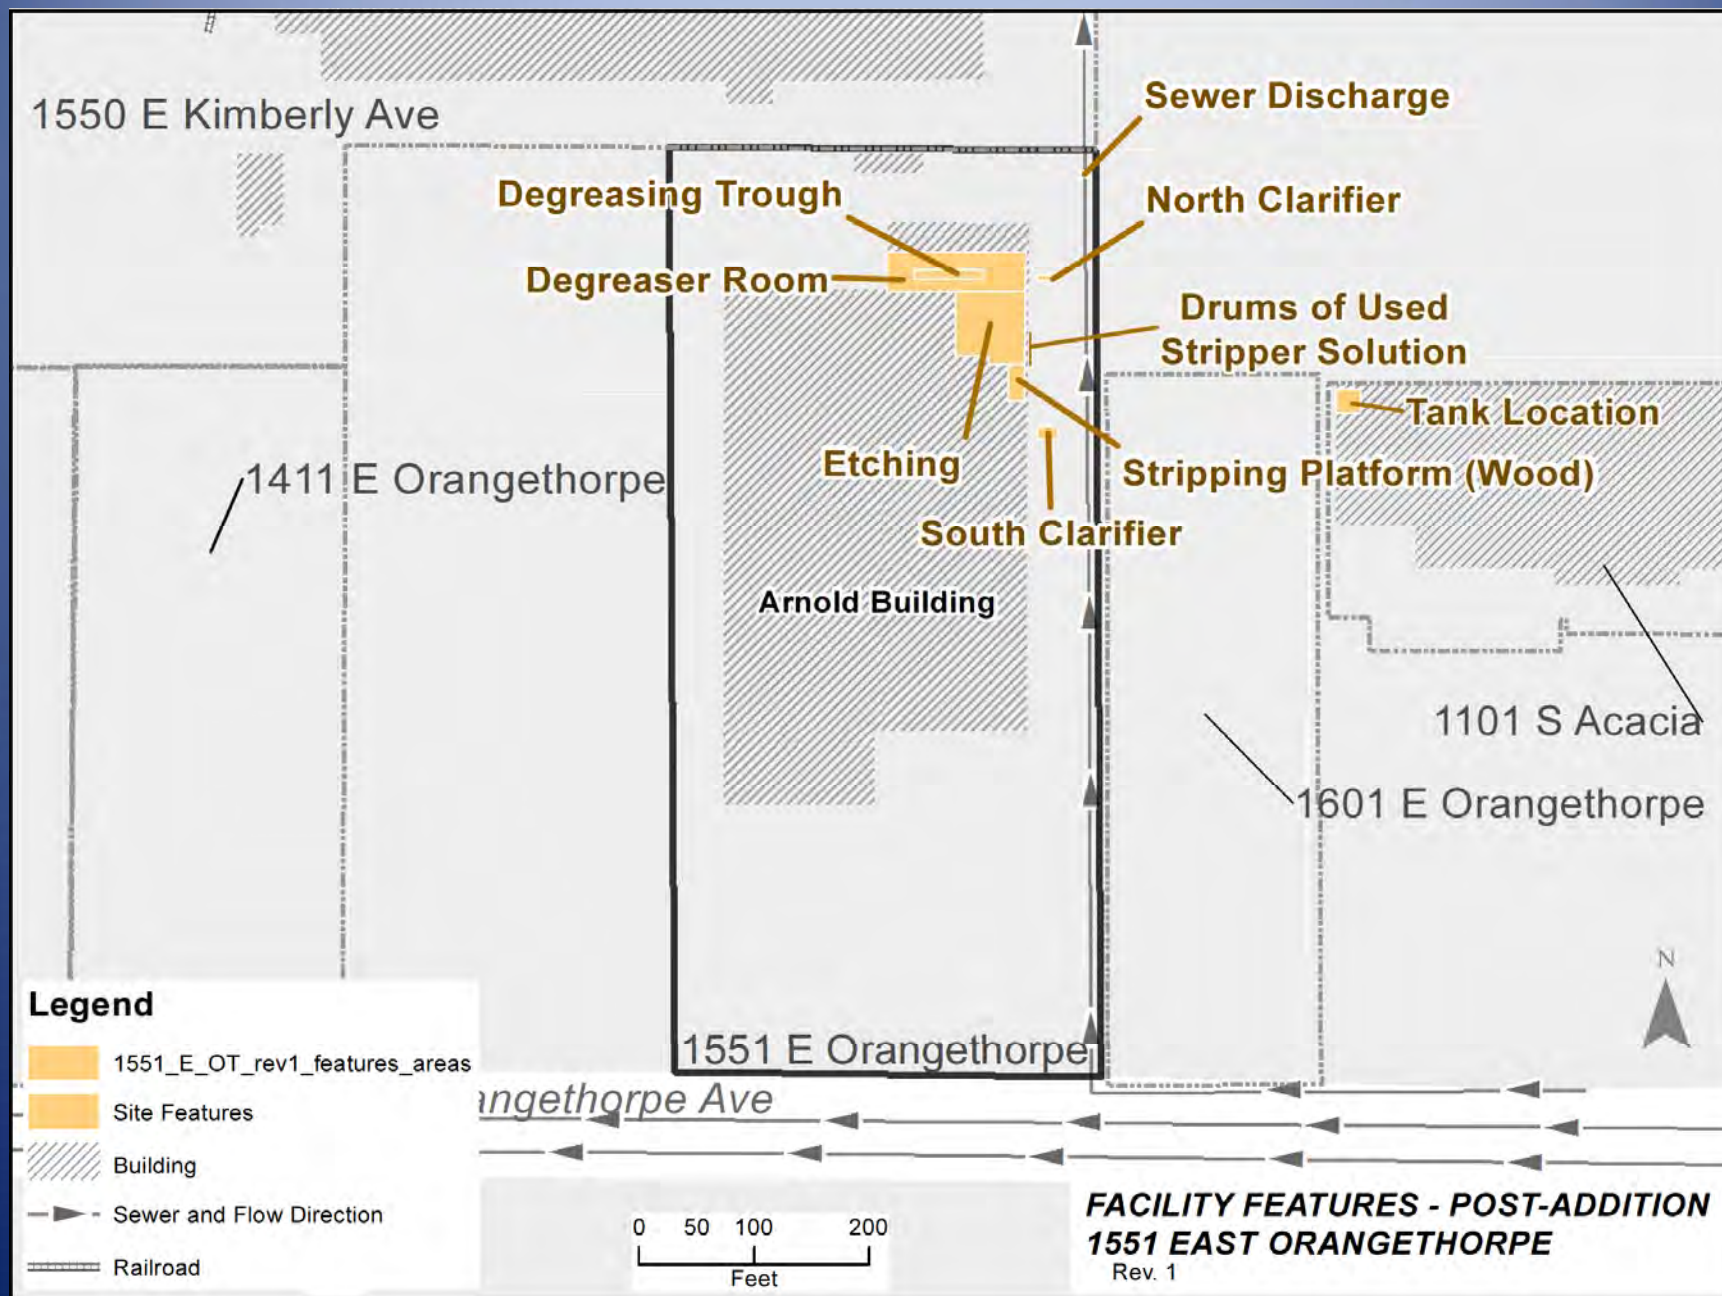 1550 E Kimberly Ave
Sewer Discharge
Degreasing Trough
North Clarifier
Degreaser Room
Drums of Used
Stripper Solution
Tank Location
Etching
Stripping Platform (Wood)
1411 E Orangethorpe
South Clarifier
Arnold Building
1101 S Acacia
1601 E Orangethorpe
N
1551 E Orangethorpe
angethorpe Ave
Legend
1551_E_OT_rev1_features_areas
Site Features
Building
Sewer and Flow Direction
Railroad
0 50 100 200
Feet
FACILITY FEATURES - POST-ADDITION
1551 EAST ORANGETHORPE
Rev. 1